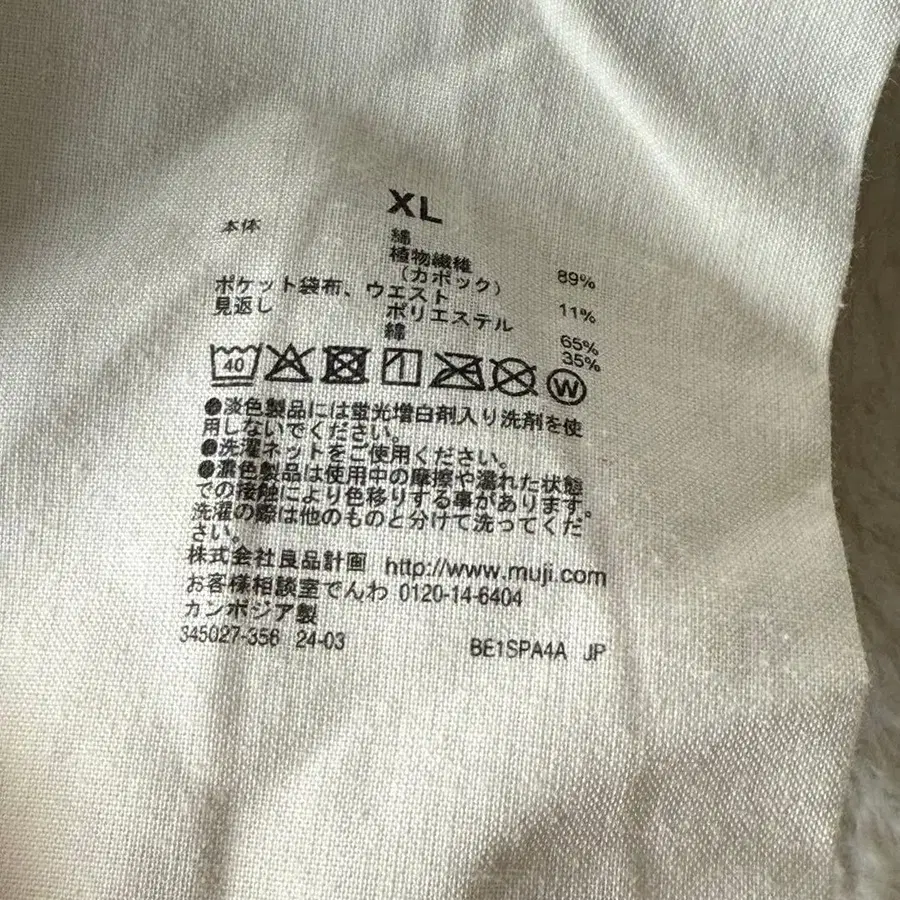 XL
本体
綿 89%
植物繊維
(カポック) 11%
ポケット袋布、ウエスト
見返し
ポリエステル 65%
綿 35%
40
W
●淡色製品には蛍光増白剤入り洗剤を使
用しないでください。
●洗濯ネットをご使用ください。
●濃色製品は使用中の摩擦や濡れた状態
での接触により色移りする事があります。
洗濯の際は他のものと分けて洗ってくだ
さい。
株式会社良品計画 http://www.muji.com
お客様相談室でんわ 0120-14-6404
カンボジア製
345027-356 24-03 BE1SPA4A JP